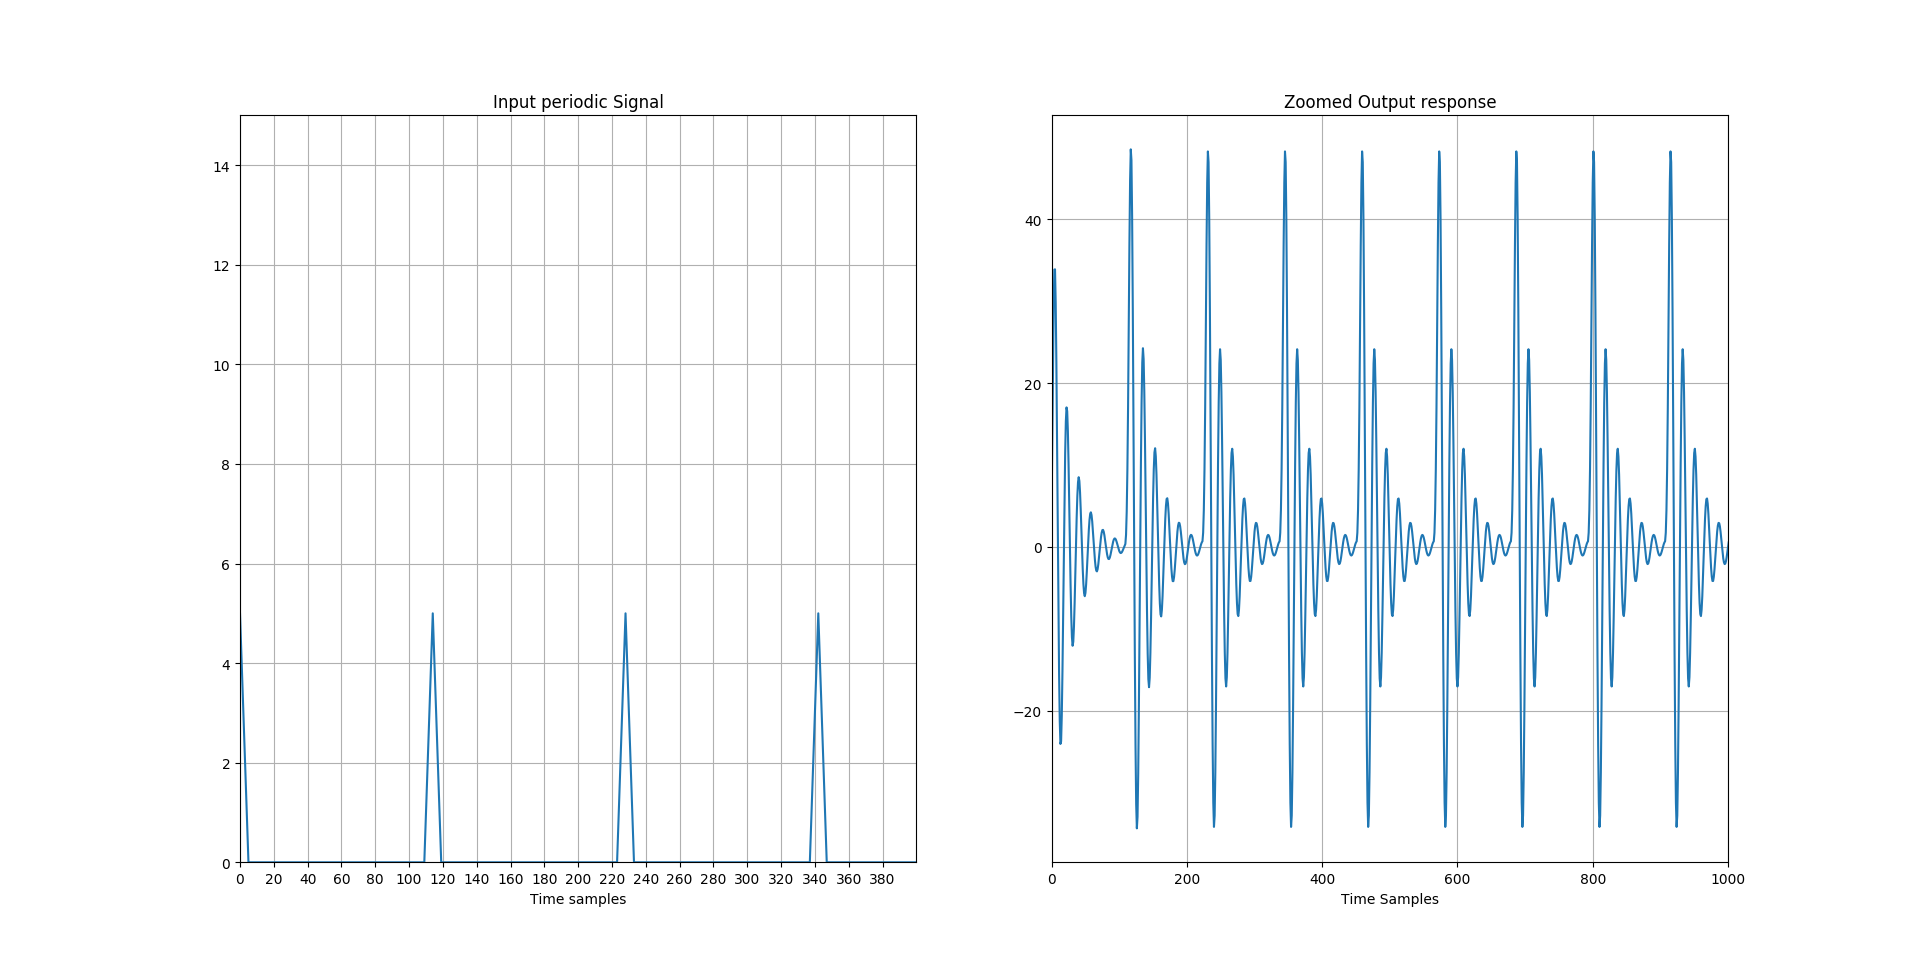 Input periodic Signal
14
12
10
8
6
4
2
0
0 20 40 60 80 100 120 140 160 180 200 220 240 260 280 300 320 340 360 380
Time samples
Zoomed Output response
40
20
0
−20
0 200 400 600 800 1000
Time Samples